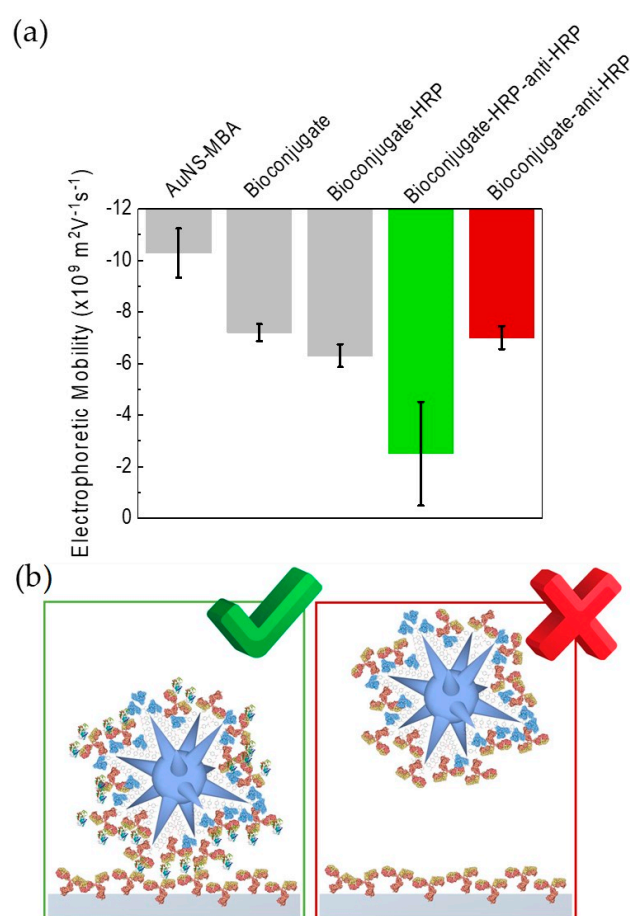 (a)
AuNS-MBA
Bioconjugate
Bioconjugate-HRP
Bioconjugate-HRP-anti-HRP
Bioconjugate-anti-HRP
Electrophoretic Mobility (x10⁹ m²V⁻¹s⁻¹)
-12
-10
-8
-6
-4
-2
0
(b)